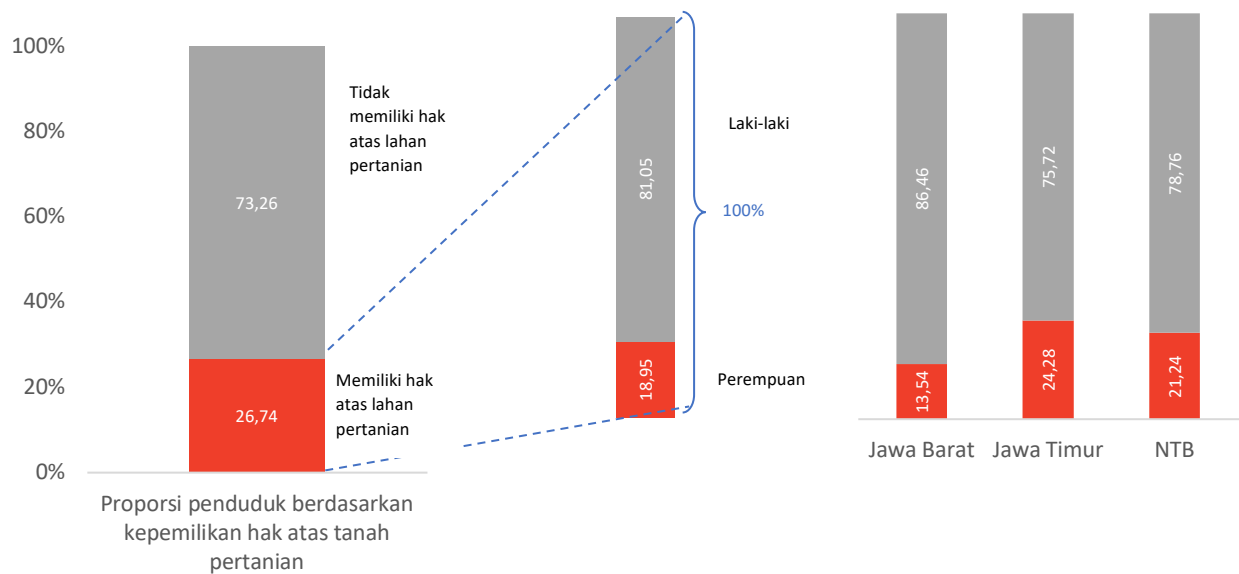 100%
80%
60%
40%
20%
0%
73,26
26,74
Tidak
memiliki hak
atas lahan
pertanian
Memiliki hak
atas lahan
pertanian
Proporsi penduduk berdasarkan
kepemilikan hak atas tanah
pertanian
81,05
18,95
Laki-laki
100%
Perempuan
86,46
13,54
75,72
24,28
78,76
21,24
Jawa Barat
Jawa Timur
NTB